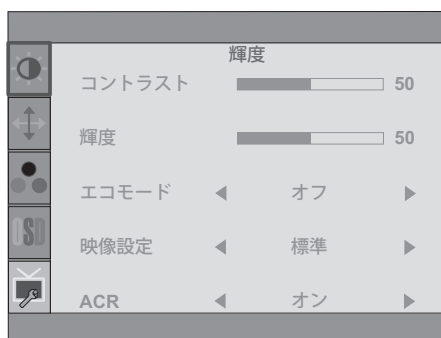 輝度
コントラスト 50
輝度 50
エコモード ◀ オフ ▶
映像設定 ◀ 標準 ▶
OSD
ACR ◀ オン ▶